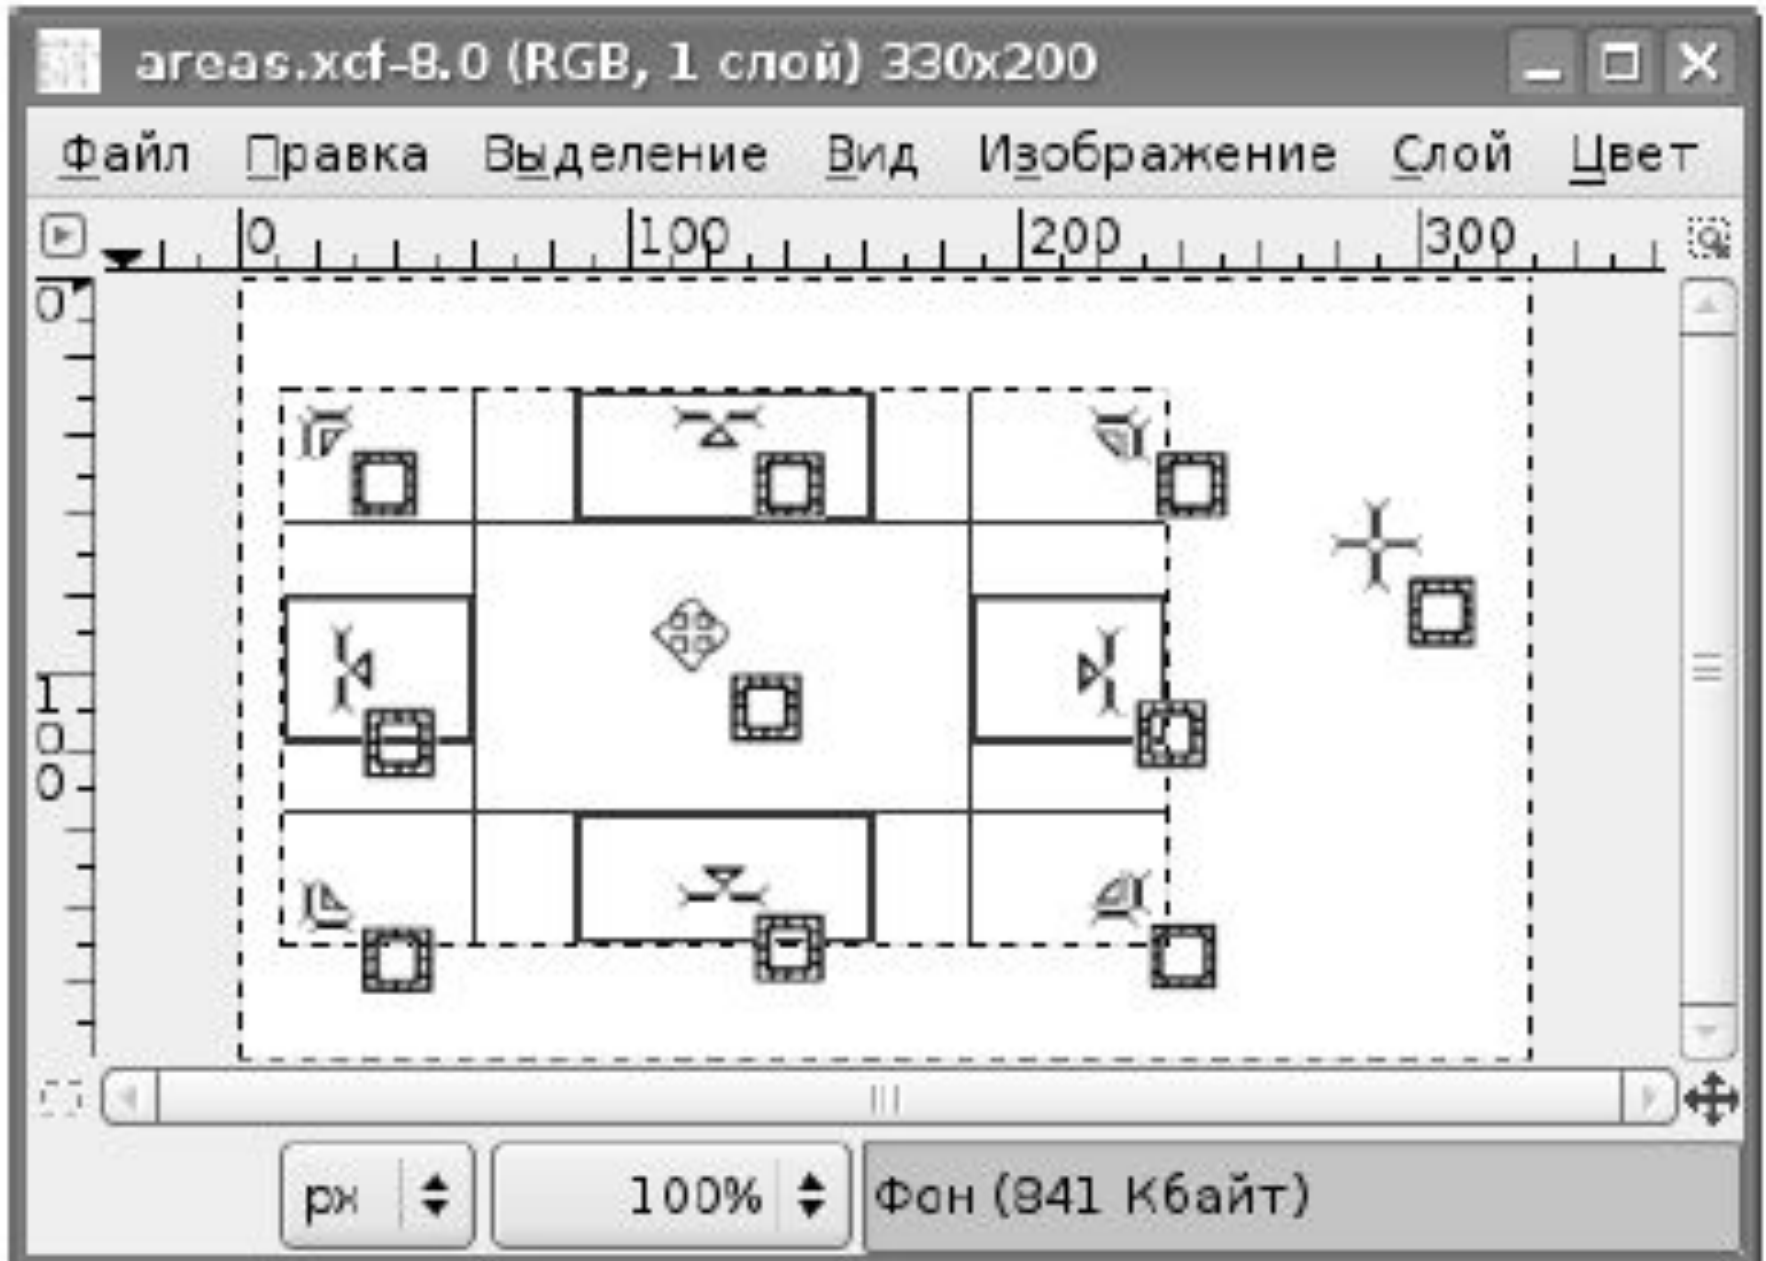 areas.xcf-8.0 (RGB, 1 слой) 330x200
Файл Правка Выделение Вид Изображение Слой Цвет
0 100 200 300
0
100
px 100% Фон (841 Кбайт)